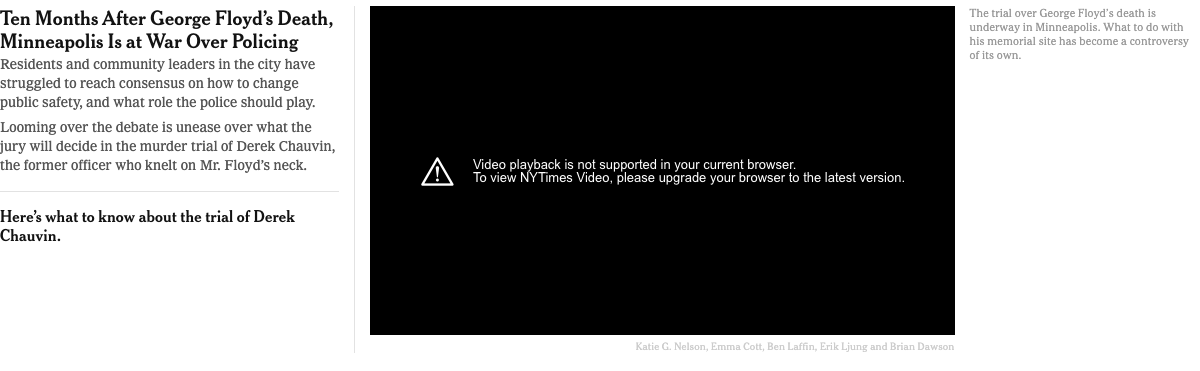 Ten Months After George Floyd’s Death,
Minneapolis Is at War Over Policing
Residents and community leaders in the city have
struggled to reach consensus on how to change
public safety, and what role the police should play.
Looming over the debate is unease over what the
jury will decide in the murder trial of Derek Chauvin,
the former officer who knelt on Mr. Floyd’s neck.
Here’s what to know about the trial of Derek
Chauvin.
Video playback is not supported in your current browser.
To view NYTimes Video, please upgrade your browser to the latest version.
Katie G. Nelson, Emma Cott, Ben Laffin, Erik Ljung and Brian Dawson
The trial over George Floyd’s death is
underway in Minneapolis. What to do with
his memorial site has become a controversy
of its own.